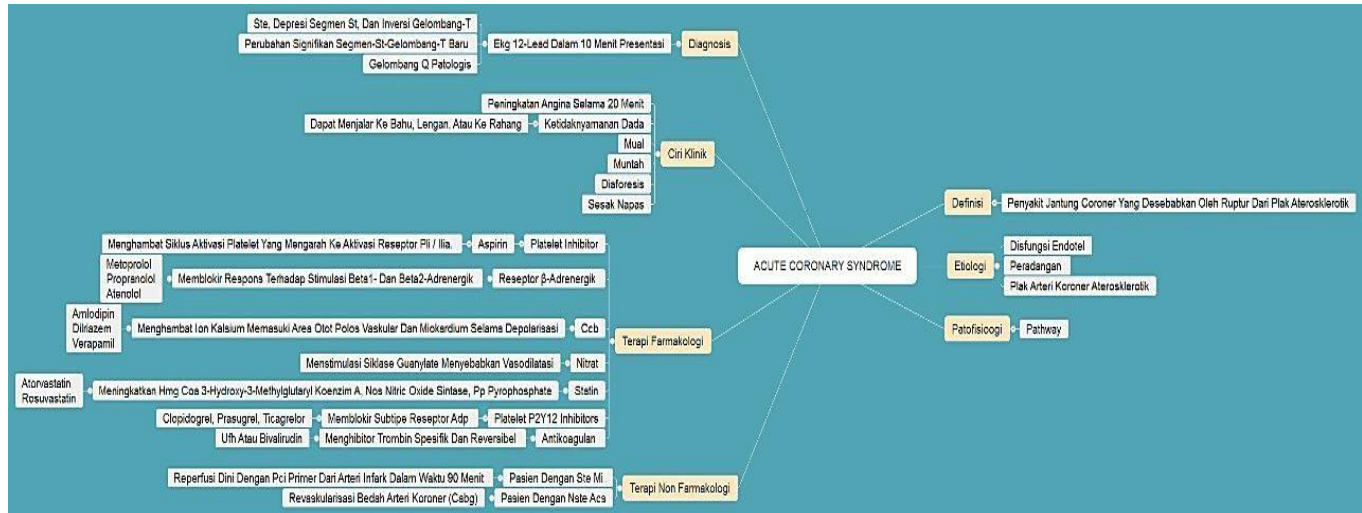 ACUTE CORONARY SYNDROME
Diagnosis
Ekg 12-Lead Dalam 10 Menit Presentasi
Ste, Depresi Segmen St, Dan Inversi Gelombang-T
Perubahan Signifikan Segmen-St-Gelombang-T Baru
Gelombang Q Patologis
Ciri Klinik
Peningkatan Angina Selama 20 Menit
Ketidaknyamanan Dada
Dapat Menjalar Ke Bahu, Lengan. Atau Ke Rahang
Mual
Muntah
Diaforesis
Sesak Napas
Terapi Farmakologi
Platelet Inhibitor
Aspirin
Menghambat Siklus Aktivasi Platelet Yang Mengarah Ke Aktivasi Reseptor PIi / IIia.
Reseptor β-Adrenergik
Memblokir Respons Terhadap Stimulasi Beta1- Dan Beta2-Adrenergik
Metoprolol
Propranolol
Atenolol
Ccb
Menghambat Ion Kalsium Memasuki Area Otot Polos Vaskular Dan Miokardium Selama Depolarisasi
Amlodipin
Dilriazem
Verapamil
Nitrat
Menstimulasi Siklase Guanylate Menyebabkan Vasodilatasi
Statin
Meningkatkan Hmg Coa 3-Hydroxy-3-Methylglutaryl Koenzim A, Nos Nitric Oxide Sintase, Pp Pyrophosphate
Atorvastatin
Rosuvastatin
Platelet P2Y12 Inhibitors
Memblokir Subtipe Reseptor Adp
Clopidogrel, Prasugrel, Ticagrelor
Antikoagulan
Menghibitor Trombin Spesifik Dan Reversibel
Ufh Atau Bivalirudin
Terapi Non Farmakologi
Pasien Dengan Ste Mi
Reperfusi Dini Dengan Pci Primer Dari Arteri Infark Dalam Waktu 90 Menit
Pasien Dengan Nste Acs
Revaskularisasi Bedah Arteri Koroner (Cabg)
Definisi
Penyakit Jantung Coroner Yang Desebabkan Oleh Ruptur Dari Plak Aterosklerotik
Etiologi
Disfungsi Endotel
Peradangan
Plak Arteri Koroner Aterosklerotik
Patofisioogi
Pathway